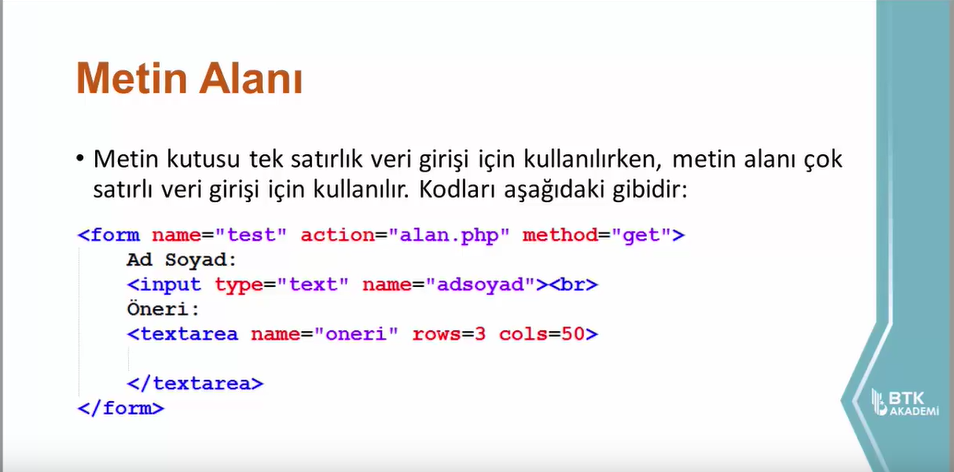 Metin Alanı
• Metin kutusu tek satırlık veri girişi için kullanılırken, metin alanı çok
satırlı veri girişi için kullanılır. Kodları aşağıdaki gibidir:
<form name="test" action="alan.php" method="get">
Ad Soyad:
<input type="text" name="adsoyad"><br>
Öneri:
<textarea name="oneri" rows=3 cols=50>
</textarea>
</form>
BTK
AKADEMİ